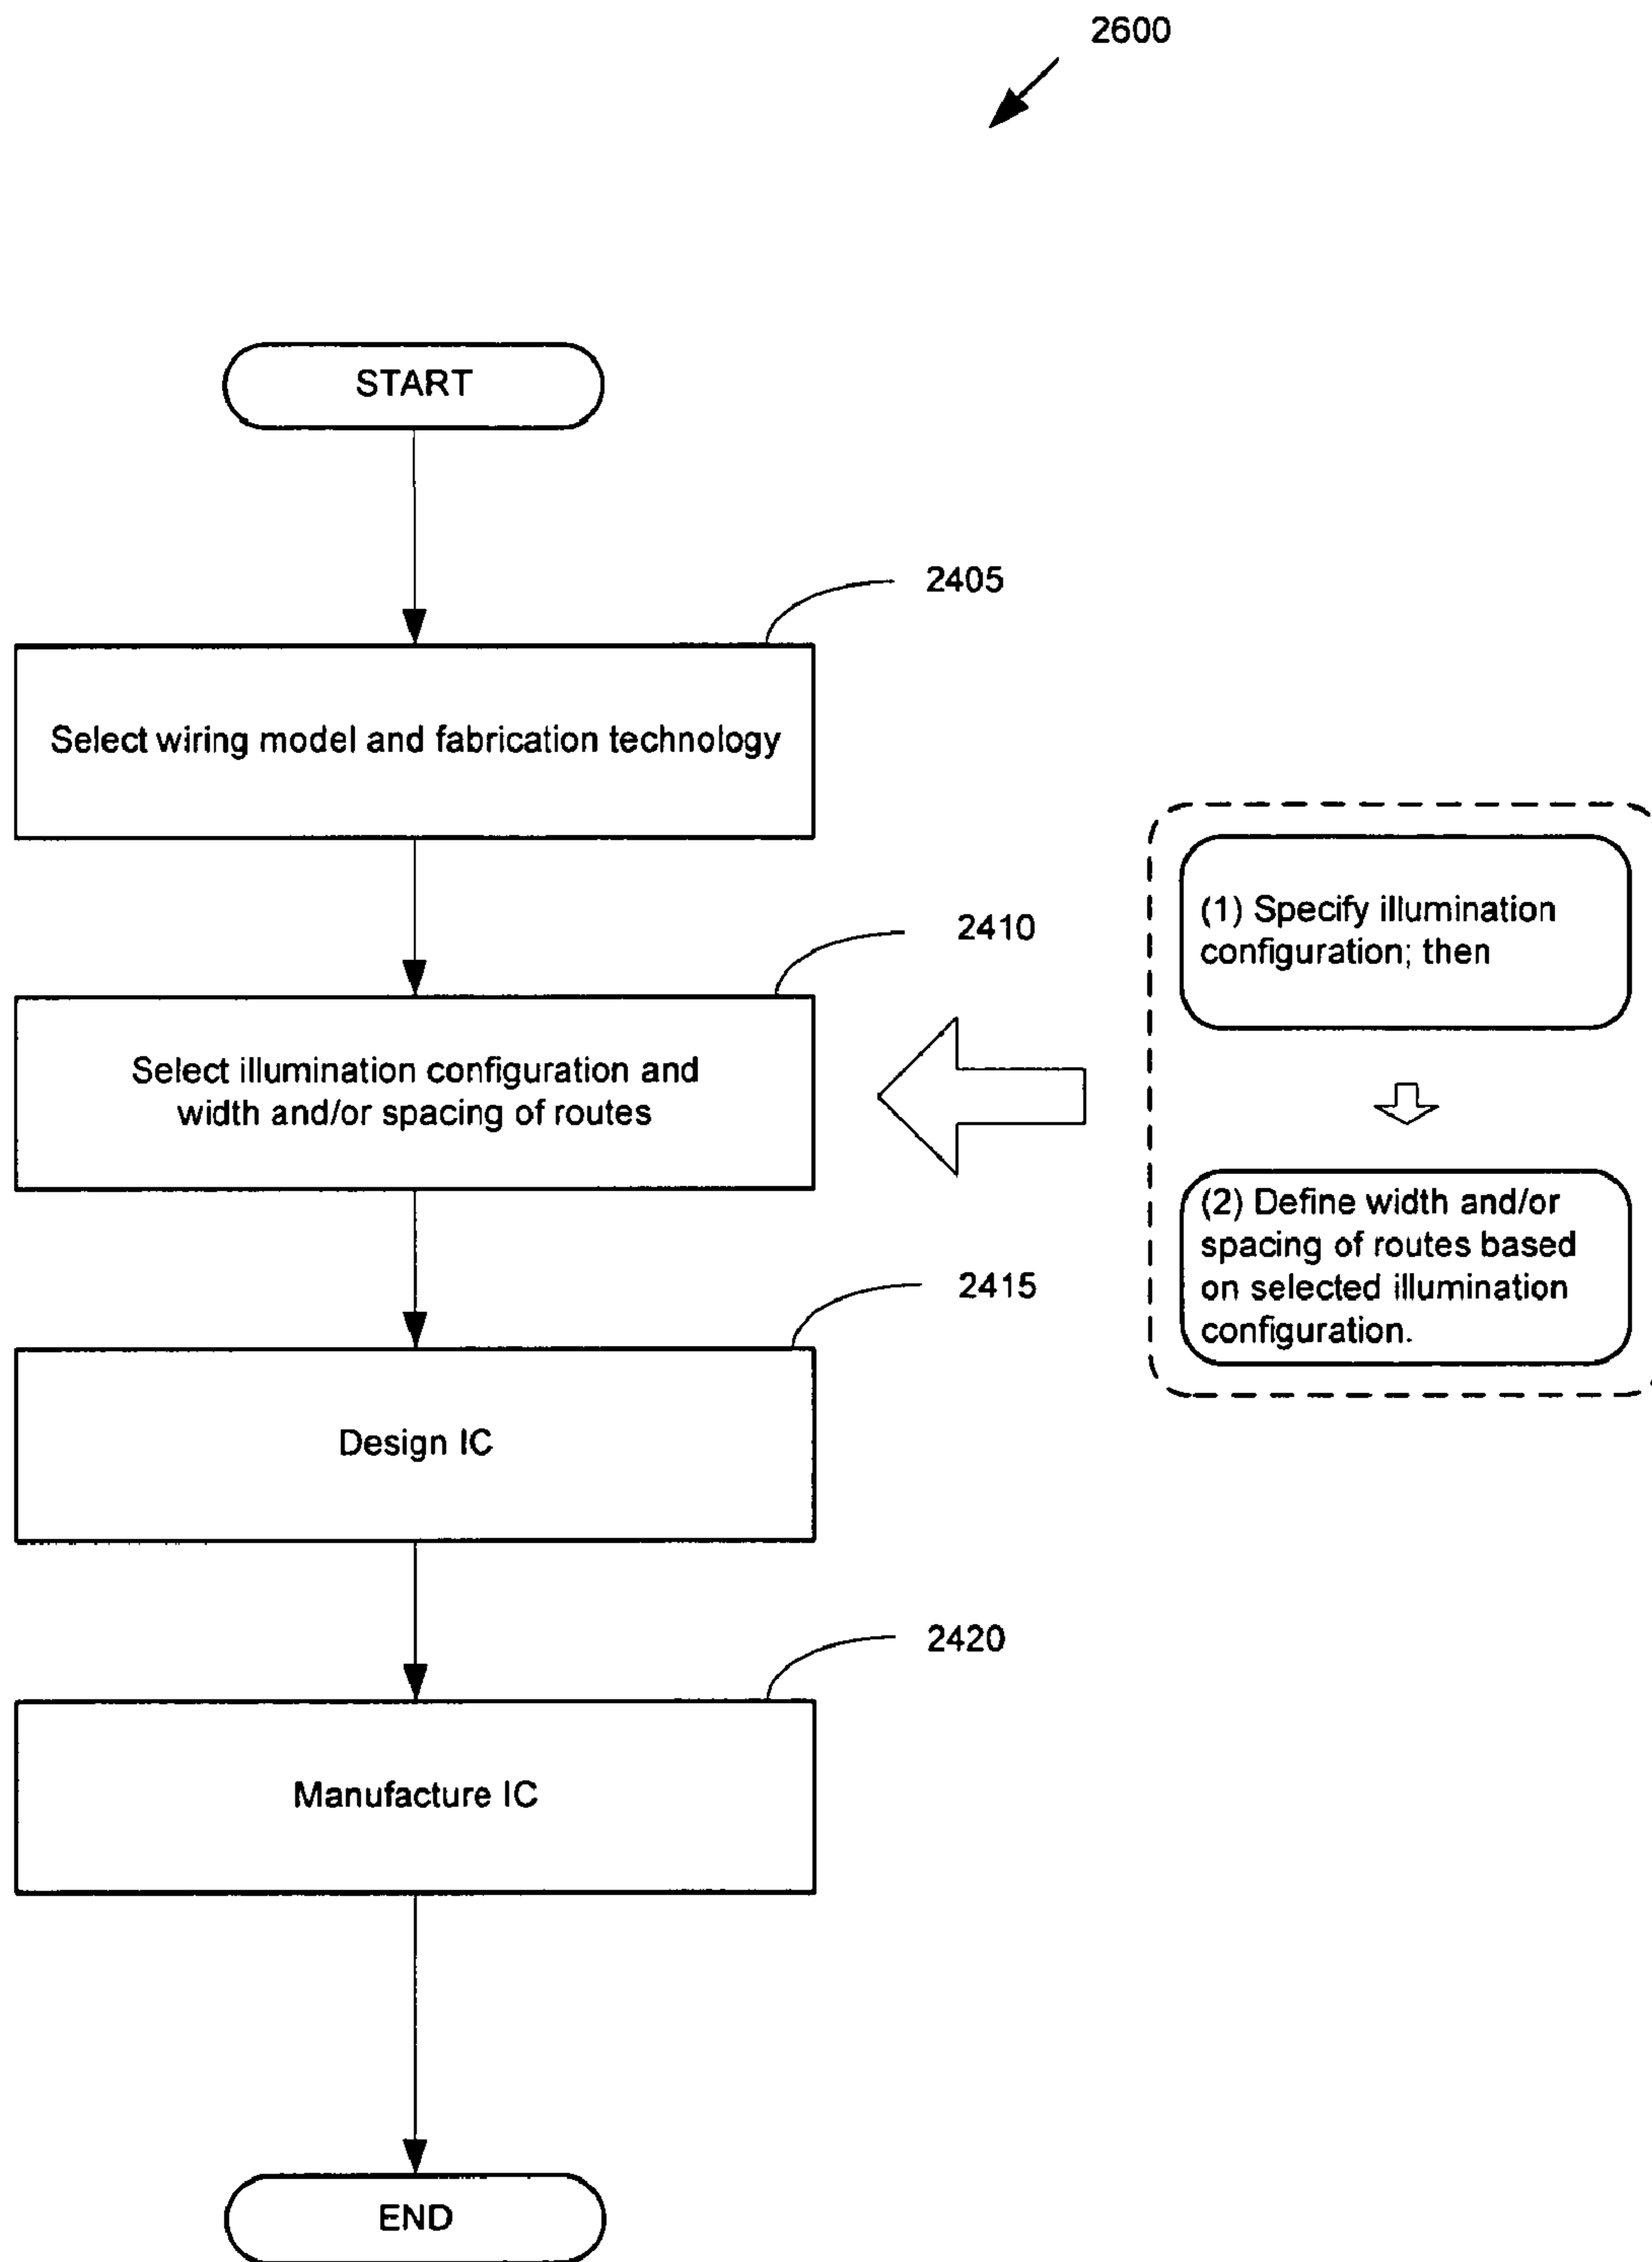 2600
START
2405
Select wiring model and fabrication technology
2410
Select illumination configuration and
width and/or spacing of routes
(1) Specify illumination
configuration; then
(2) Define width and/or
spacing of routes based
on selected illumination
configuration.
2415
Design IC
2420
Manufacture IC
END